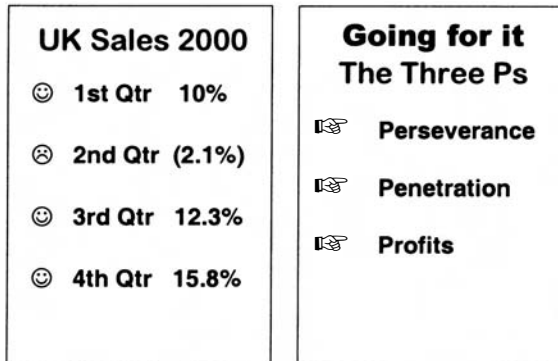 UK Sales 2000
☺ 1st Qtr 10%
☹ 2nd Qtr (2.1%)
☺ 3rd Qtr 12.3%
☺ 4th Qtr 15.8%
Going for it
The Three Ps
☞ Perseverance
☞ Penetration
☞ Profits